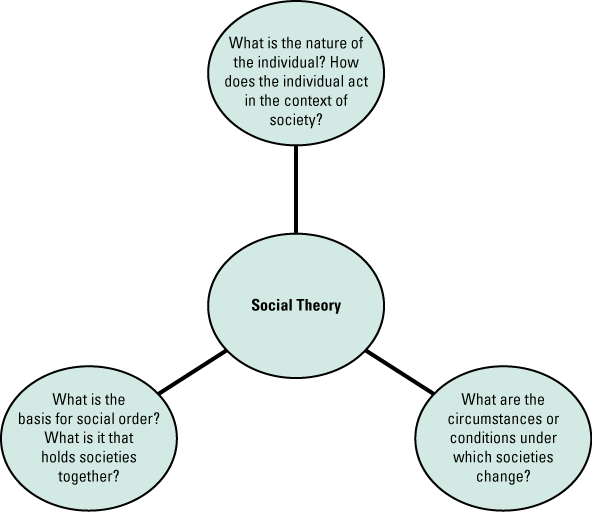 What is the nature of
the individual? How
does the individual act
in the context of
society?
Social Theory
What is the
basis for social order?
What is it that
holds societies
together?
What are the
circumstances or
conditions under
which societies
change?